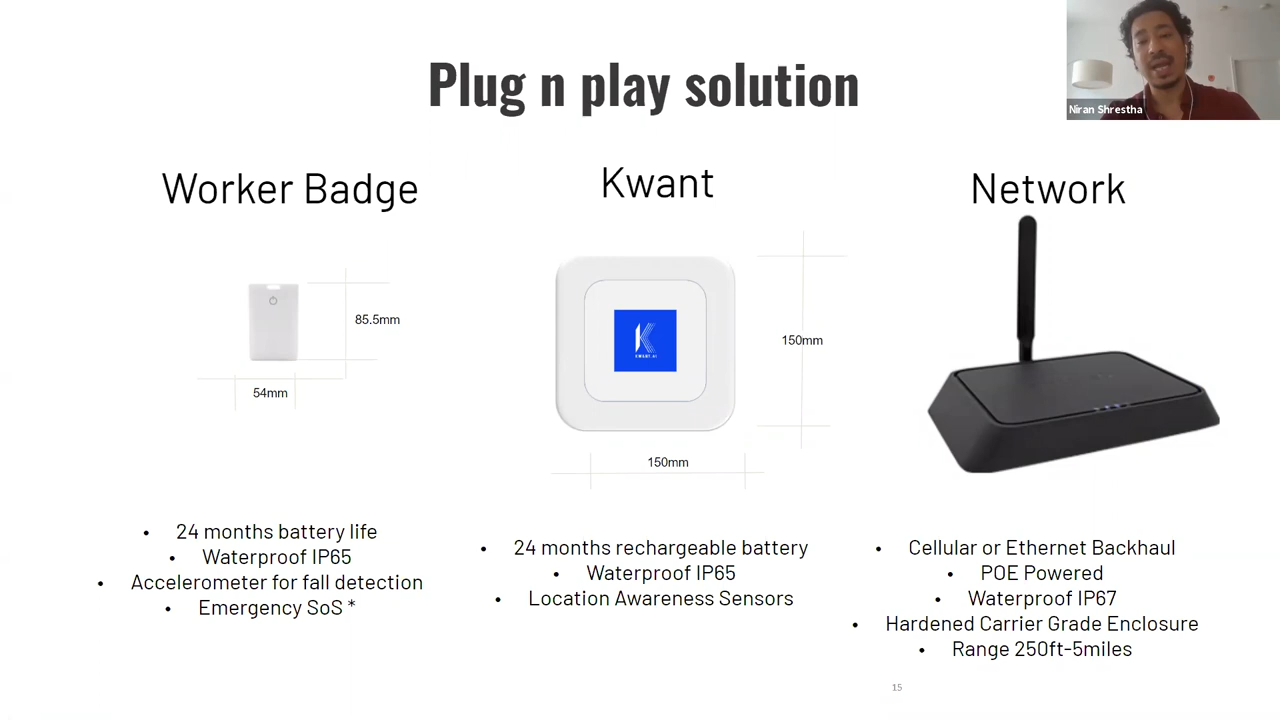 Plug n play solution
Niran Shrestha
Worker Badge
85.5mm
54mm
• 24 months battery life
• Waterproof IP65
• Accelerometer for fall detection
• Emergency SoS *
Kwant
K
KWANT.AI
150mm
150mm
• 24 months rechargeable battery
• Waterproof IP65
• Location Awareness Sensors
Network
• Cellular or Ethernet Backhaul
• POE Powered
• Waterproof IP67
• Hardened Carrier Grade Enclosure
• Range 250ft-5miles
15